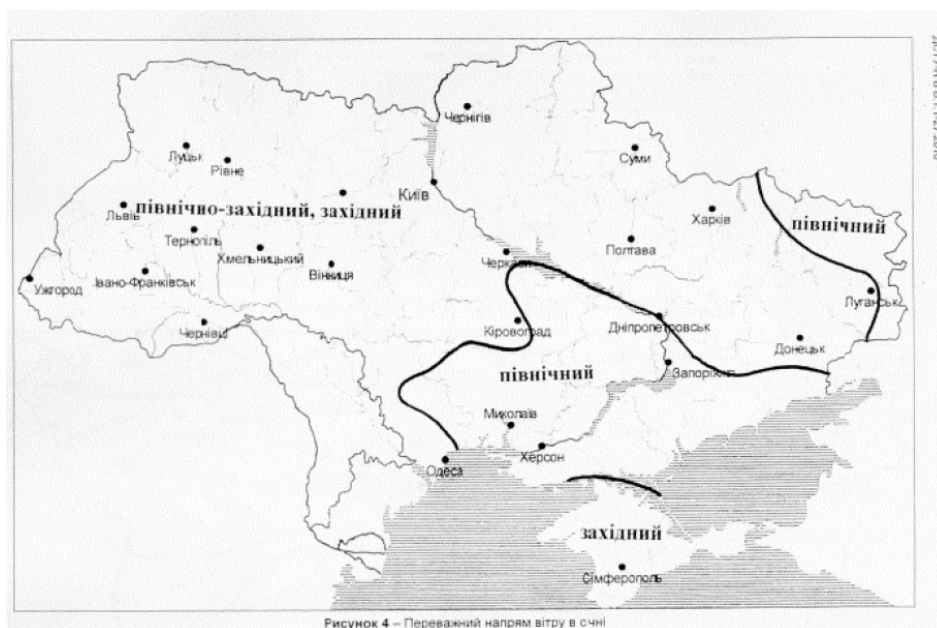 Чернігів
Суми
Луцьк
Рівне
Київ
Львів
північно-західний, західний
Харків
північний
Тернопіль
Полтава
Хмельницький
Черкаси
Вінниця
Ужгород
Івано-Франківськ
Луганськ
Чернівці
Кіровоград
Дніпропетровськ
Донецьк
північний
Запоріжжя
Миколаїв
Херсон
Одеса
західний
Сімферополь
Рисунок 4 – Переважний напрям вітру в січні